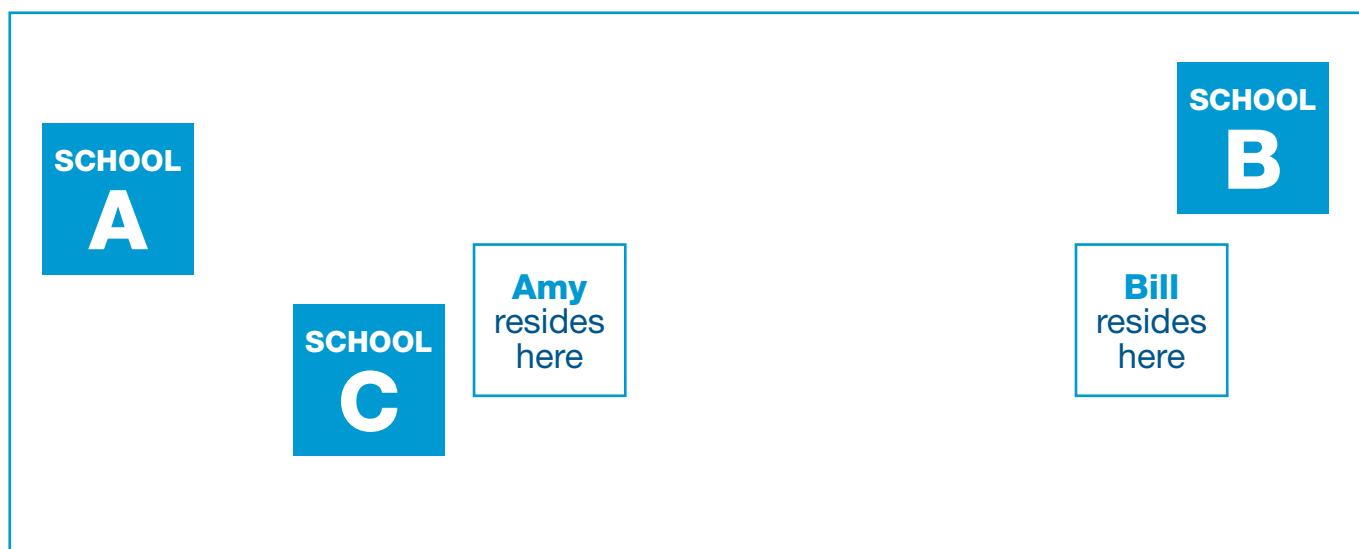 SCHOOL
A
SCHOOL
B
SCHOOL
C
Amy
resides
here
Bill
resides
here